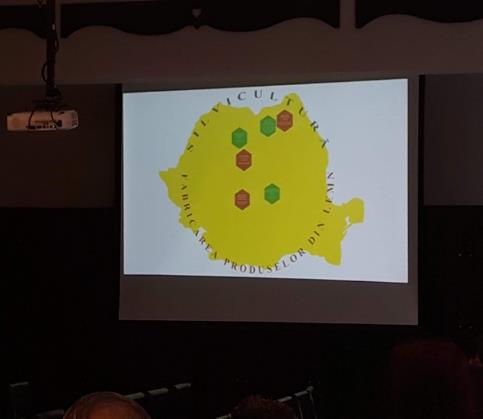 SILVICULTURĂ
FABRICAREA PRODUSELOR DIN LEMN